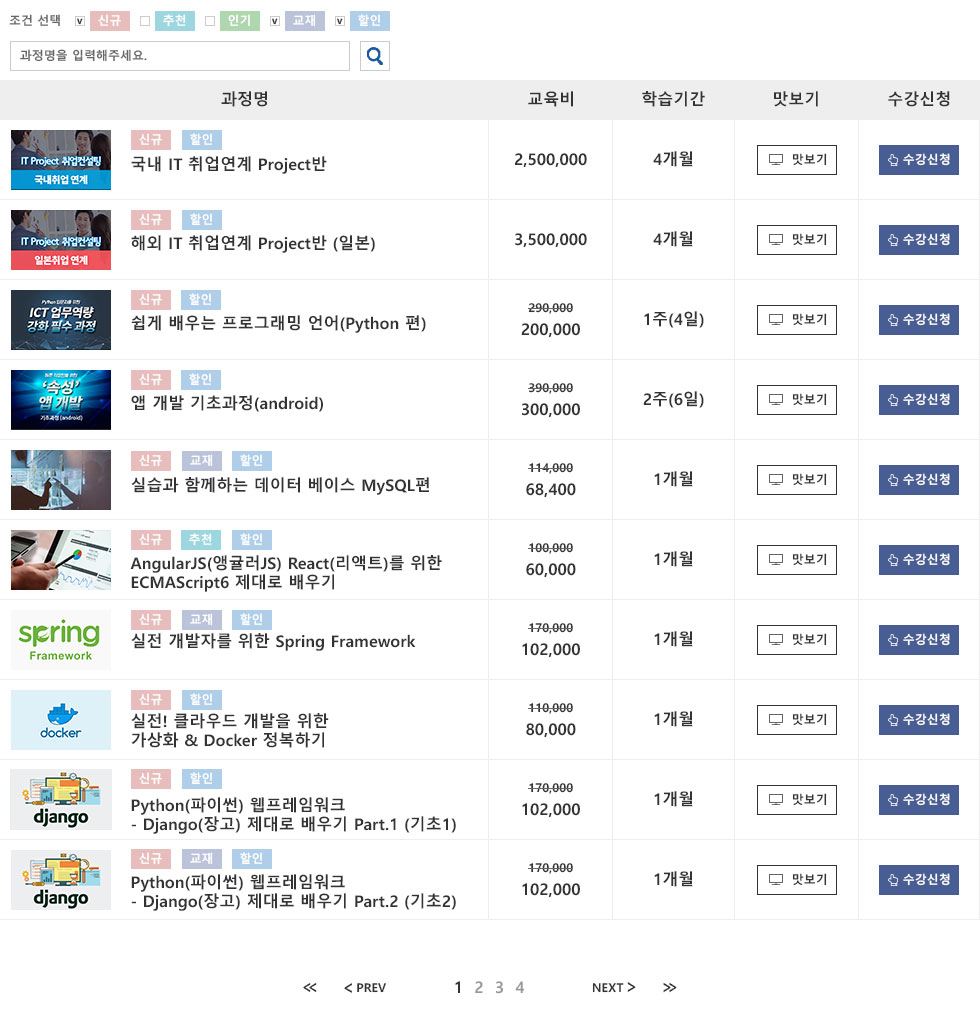 조건 선택 v 신규 추천 인기 v 교재 v 할인
과정명을 입력해주세요.
과정명 교육비 학습기간 맛보기 수강신청
IT Project 취업컨설팅
국내취업 연계
신규 할인
국내 IT 취업연계 Project반
2,500,000 4개월 맛보기 수강신청
IT Project 취업컨설팅
일본취업 연계
신규 할인
해외 IT 취업연계 Project반 (일본)
3,500,000 4개월 맛보기 수강신청
ICT 업무역량
강화 필수 과정
신규 할인
쉽게 배우는 프로그래밍 언어(Python 편)
290,000
200,000 1주(4일) 맛보기 수강신청
'속성'
앱 개발
기초과정 (android)
신규 할인
앱 개발 기초과정(android)
390,000
300,000 2주(6일) 맛보기 수강신청
신규 교재 할인
실습과 함께하는 데이터 베이스 MySQL편
114,000
68,400 1개월 맛보기 수강신청
신규 추천 할인
AngularJS(앵귤러JS) React(리액트)를 위한
ECMAScript6 제대로 배우기
100,000
60,000 1개월 맛보기 수강신청
spring
Framework
신규 교재 할인
실전 개발자를 위한 Spring Framework
170,000
102,000 1개월 맛보기 수강신청
docker
신규 할인
실전! 클라우드 개발을 위한
가상화 & Docker 정복하기
110,000
80,000 1개월 맛보기 수강신청
django
신규 할인
Python(파이썬) 웹프레임워크
- Django(장고) 제대로 배우기 Part.1 (기초1)
170,000
102,000 1개월 맛보기 수강신청
django
신규 교재 할인
Python(파이썬) 웹프레임워크
- Django(장고) 제대로 배우기 Part.2 (기초2)
170,000
102,000 1개월 맛보기 수강신청
≪ < PREV 1 2 3 4 NEXT > ≫